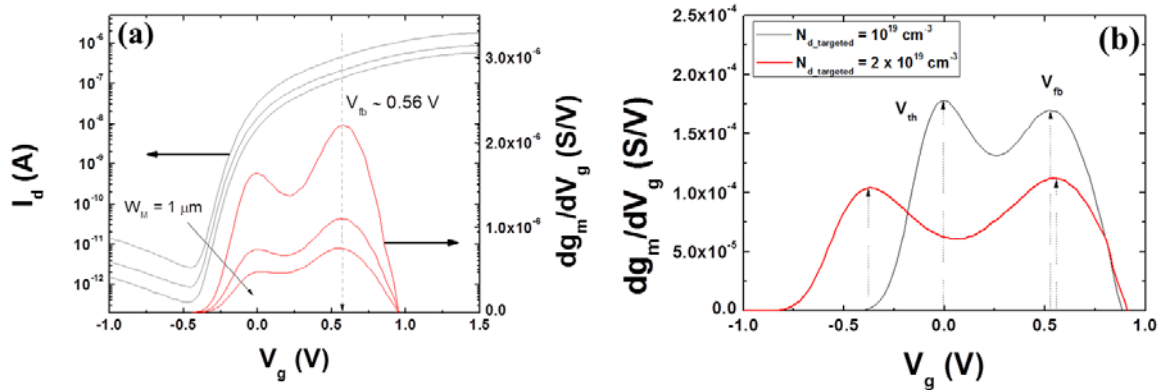 (a)
10⁻⁶
10⁻⁷
10⁻⁸
10⁻⁹
10⁻¹⁰
10⁻¹¹
10⁻¹²
I_d (A)
V_fb ~ 0.56 V
W_M = 1 μm
3.0x10⁻⁶
2.0x10⁻⁶
1.0x10⁻⁶
0.0
dg_m/dV_g (S/V)
-1.0 -0.5 0.0 0.5 1.0 1.5
V_g (V)
(b)
2.5x10⁻⁴
2.0x10⁻⁴
1.5x10⁻⁴
1.0x10⁻⁴
5.0x10⁻⁵
0.0
dg_m/dV_g (S/V)
N_d_targeted = 10¹⁹ cm⁻³
N_d_targeted = 2 x 10¹⁹ cm⁻³
V_th
V_fb
-1.0 -0.5 0.0 0.5 1.0
V_g (V)